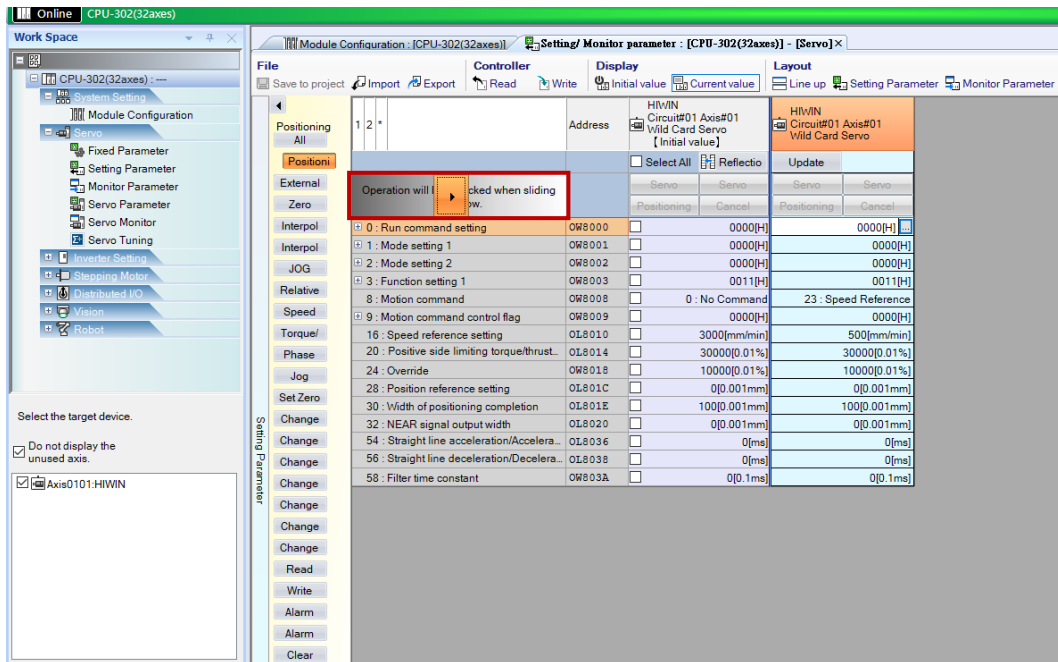 Online CPU-302(32axes)
Work Space
CPU-302(32axes) : ---
System Setting
Module Configuration
Servo
Fixed Parameter
Setting Parameter
Monitor Parameter
Servo Parameter
Servo Monitor
Servo Tuning
Inverter Setting
Stepping Motor
Distributed I/O
Vision
Robot
Select the target device.
Do not display the
unused axis.
Axis0101:HIWIN
Module Configuration : [CPU-302(32axes)]
Setting/ Monitor parameter : [CPU-302(32axes)] - [Servo]
File Controller Display Layout
Save to project Import Export Read Write Initial value Current value Line up Setting Parameter Monitor Parameter
Setting Parameter
Positioning
All
Positioni
External
Zero
Interpol
Interpol
JOG
Relative
Speed
Torque/
Phase
Jog
Set Zero
Change
Change
Change
Change
Change
Change
Change
Read
Write
Alarm
Alarm
Clear
1 2 * Address
HIWIN
Circuit#01 Axis#01
Wild Card Servo
【Initial value】
HIWIN
Circuit#01 Axis#01
Wild Card Servo
Select All Reflectio Update
Operation will cked when sliding
ow.
Servo Servo Servo Servo
Positioning Cancel Positioning Cancel
0 : Run command setting OW8000 0000[H] 0000[H] ...
1 : Mode setting 1 OW8001 0000[H] 0000[H]
2 : Mode setting 2 OW8002 0000[H] 0000[H]
3 : Function setting 1 OW8003 0011[H] 0011[H]
8 : Motion command OW8008 0 : No Command 23 : Speed Reference
9 : Motion command control flag OW8009 0000[H] 0000[H]
16 : Speed reference setting OL8010 3000[mm/min] 500[mm/min]
20 : Positive side limiting torque/thrust... OL8014 30000[0.01%] 30000[0.01%]
24 : Override OW8018 10000[0.01%] 10000[0.01%]
28 : Position reference setting OL801C 0[0.001mm] 0[0.001mm]
30 : Width of positioning completion OL801E 100[0.001mm] 100[0.001mm]
32 : NEAR signal output width OL8020 0[0.001mm] 0[0.001mm]
54 : Straight line acceleration/Accelera... OL8036 0[ms] 0[ms]
56 : Straight line deceleration/Decelera... OL8038 0[ms] 0[ms]
58 : Filter time constant OW803A 0[0.1ms] 0[0.1ms]